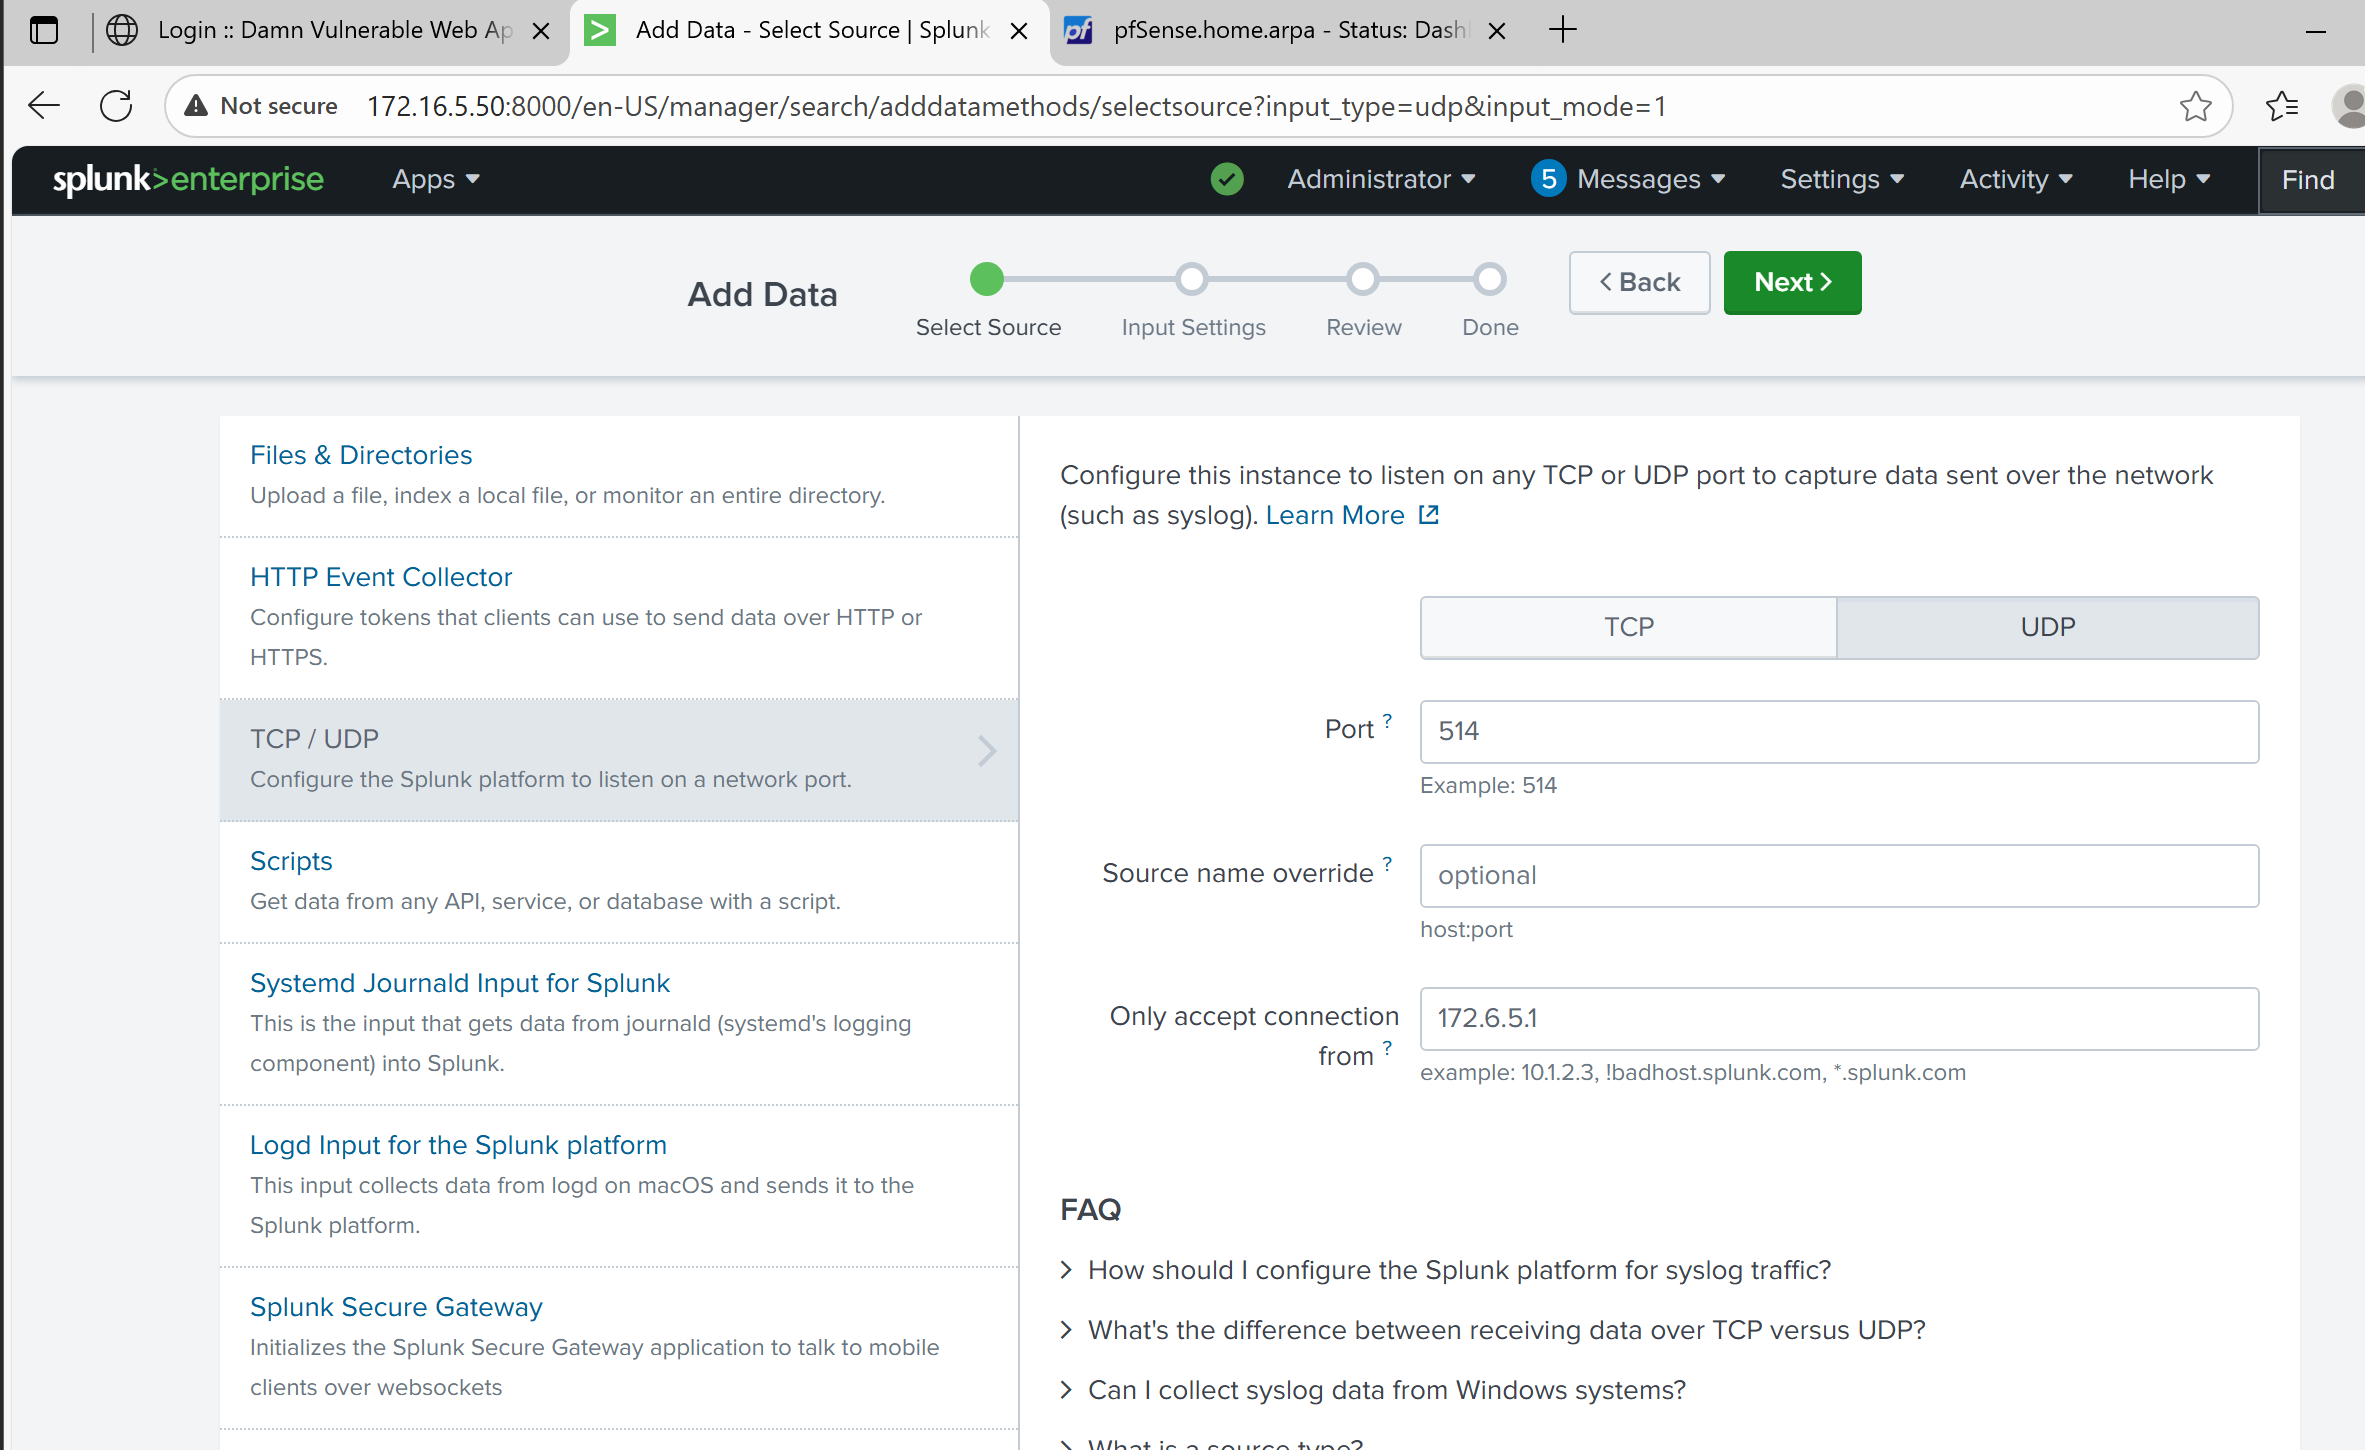 Login :: Damn Vulnerable Web Ap
Add Data - Select Source | Splunk
pfSense.home.arpa - Status: Dash
Not secure 172.16.5.50:8000/en-US/manager/search/adddatamethods/selectsource?input_type=udp&input_mode=1
splunk>enterprise Apps Administrator 5 Messages Settings Activity Help Find
Add Data
Select Source Input Settings Review Done
< Back Next >
Files & Directories
Upload a file, index a local file, or monitor an entire directory.
HTTP Event Collector
Configure tokens that clients can use to send data over HTTP or
HTTPS.
TCP / UDP
Configure the Splunk platform to listen on a network port.
Scripts
Get data from any API, service, or database with a script.
Systemd Journald Input for Splunk
This is the input that gets data from journald (systemd's logging
component) into Splunk.
Logd Input for the Splunk platform
This input collects data from logd on macOS and sends it to the
Splunk platform.
Splunk Secure Gateway
Initializes the Splunk Secure Gateway application to talk to mobile
clients over websockets
Configure this instance to listen on any TCP or UDP port to capture data sent over the network
(such as syslog). Learn More
TCP UDP
Port ? 514
Example: 514
Source name override ? optional
host:port
Only accept connection
from ?
172.6.5.1
example: 10.1.2.3, !badhost.splunk.com, *.splunk.com
FAQ
> How should I configure the Splunk platform for syslog traffic?
> What's the difference between receiving data over TCP versus UDP?
> Can I collect syslog data from Windows systems?
> What is a source type?